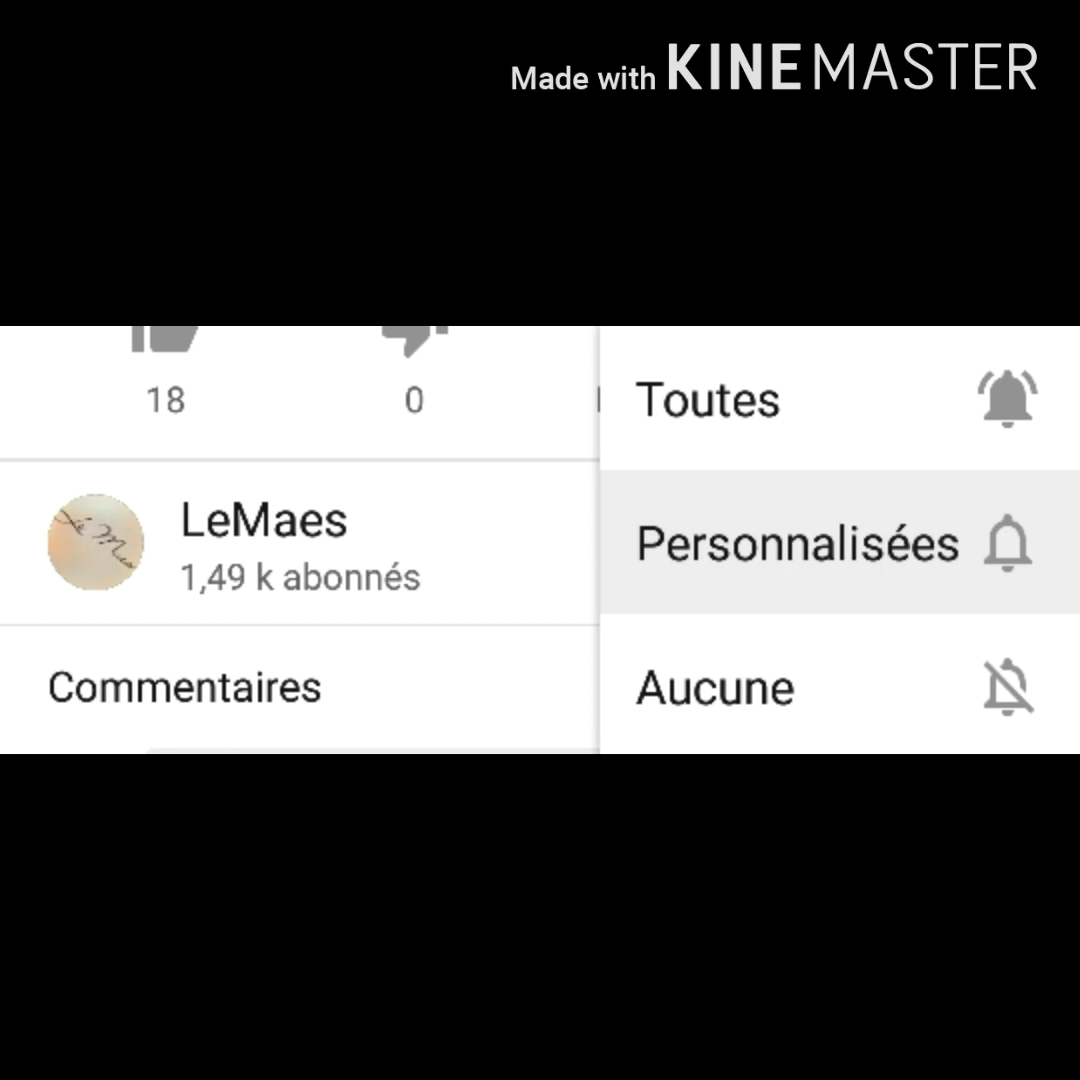 Made with KINEMASTER
18
0
LeMaes
1,49 k abonnés
Commentaires
Toutes
Personnalisées
Aucune